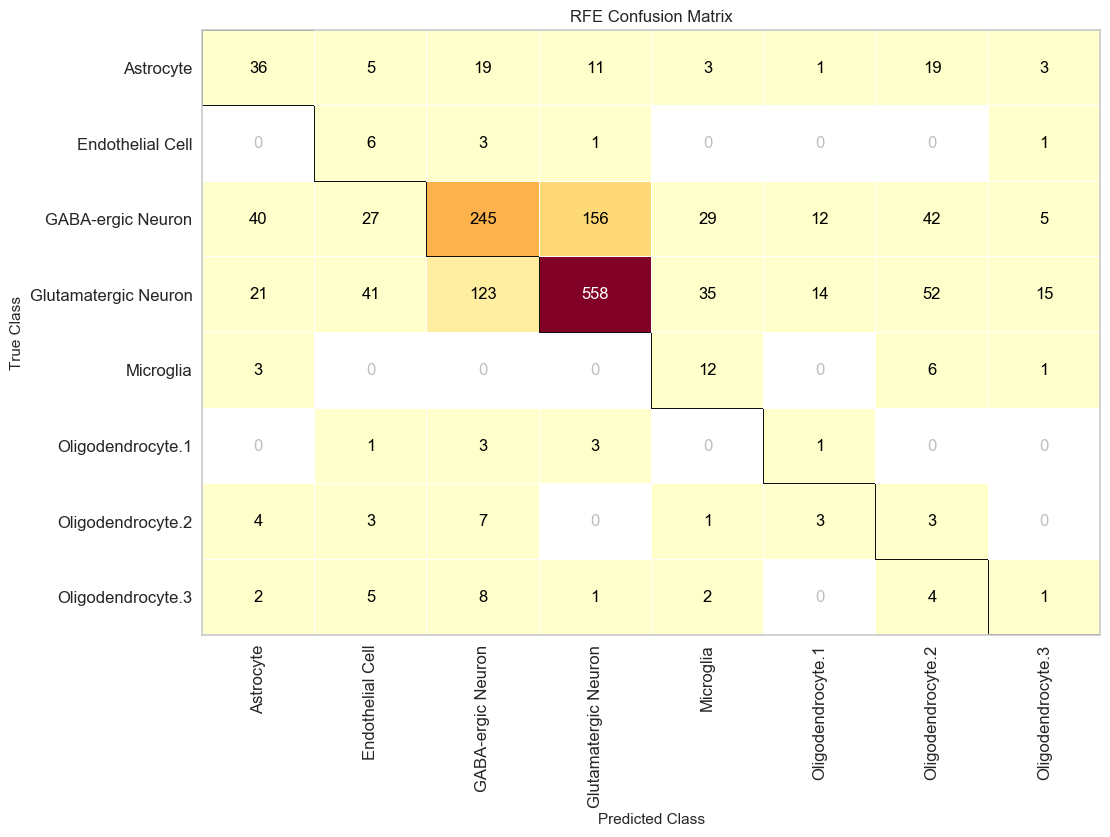 RFE Confusion Matrix
True Class
Astrocyte 36 5 19 11 3 1 19 3
Endothelial Cell 0 6 3 1 0 0 0 1
GABA-ergic Neuron 40 27 245 156 29 12 42 5
Glutamatergic Neuron 21 41 123 558 35 14 52 15
Microglia 3 0 0 0 12 0 6 1
Oligodendrocyte.1 0 1 3 3 0 1 0 0
Oligodendrocyte.2 4 3 7 0 1 3 3 0
Oligodendrocyte.3 2 5 8 1 2 0 4 1
Astrocyte
Endothelial Cell
GABA-ergic Neuron
Glutamatergic Neuron
Microglia
Oligodendrocyte.1
Oligodendrocyte.2
Oligodendrocyte.3
Predicted Class